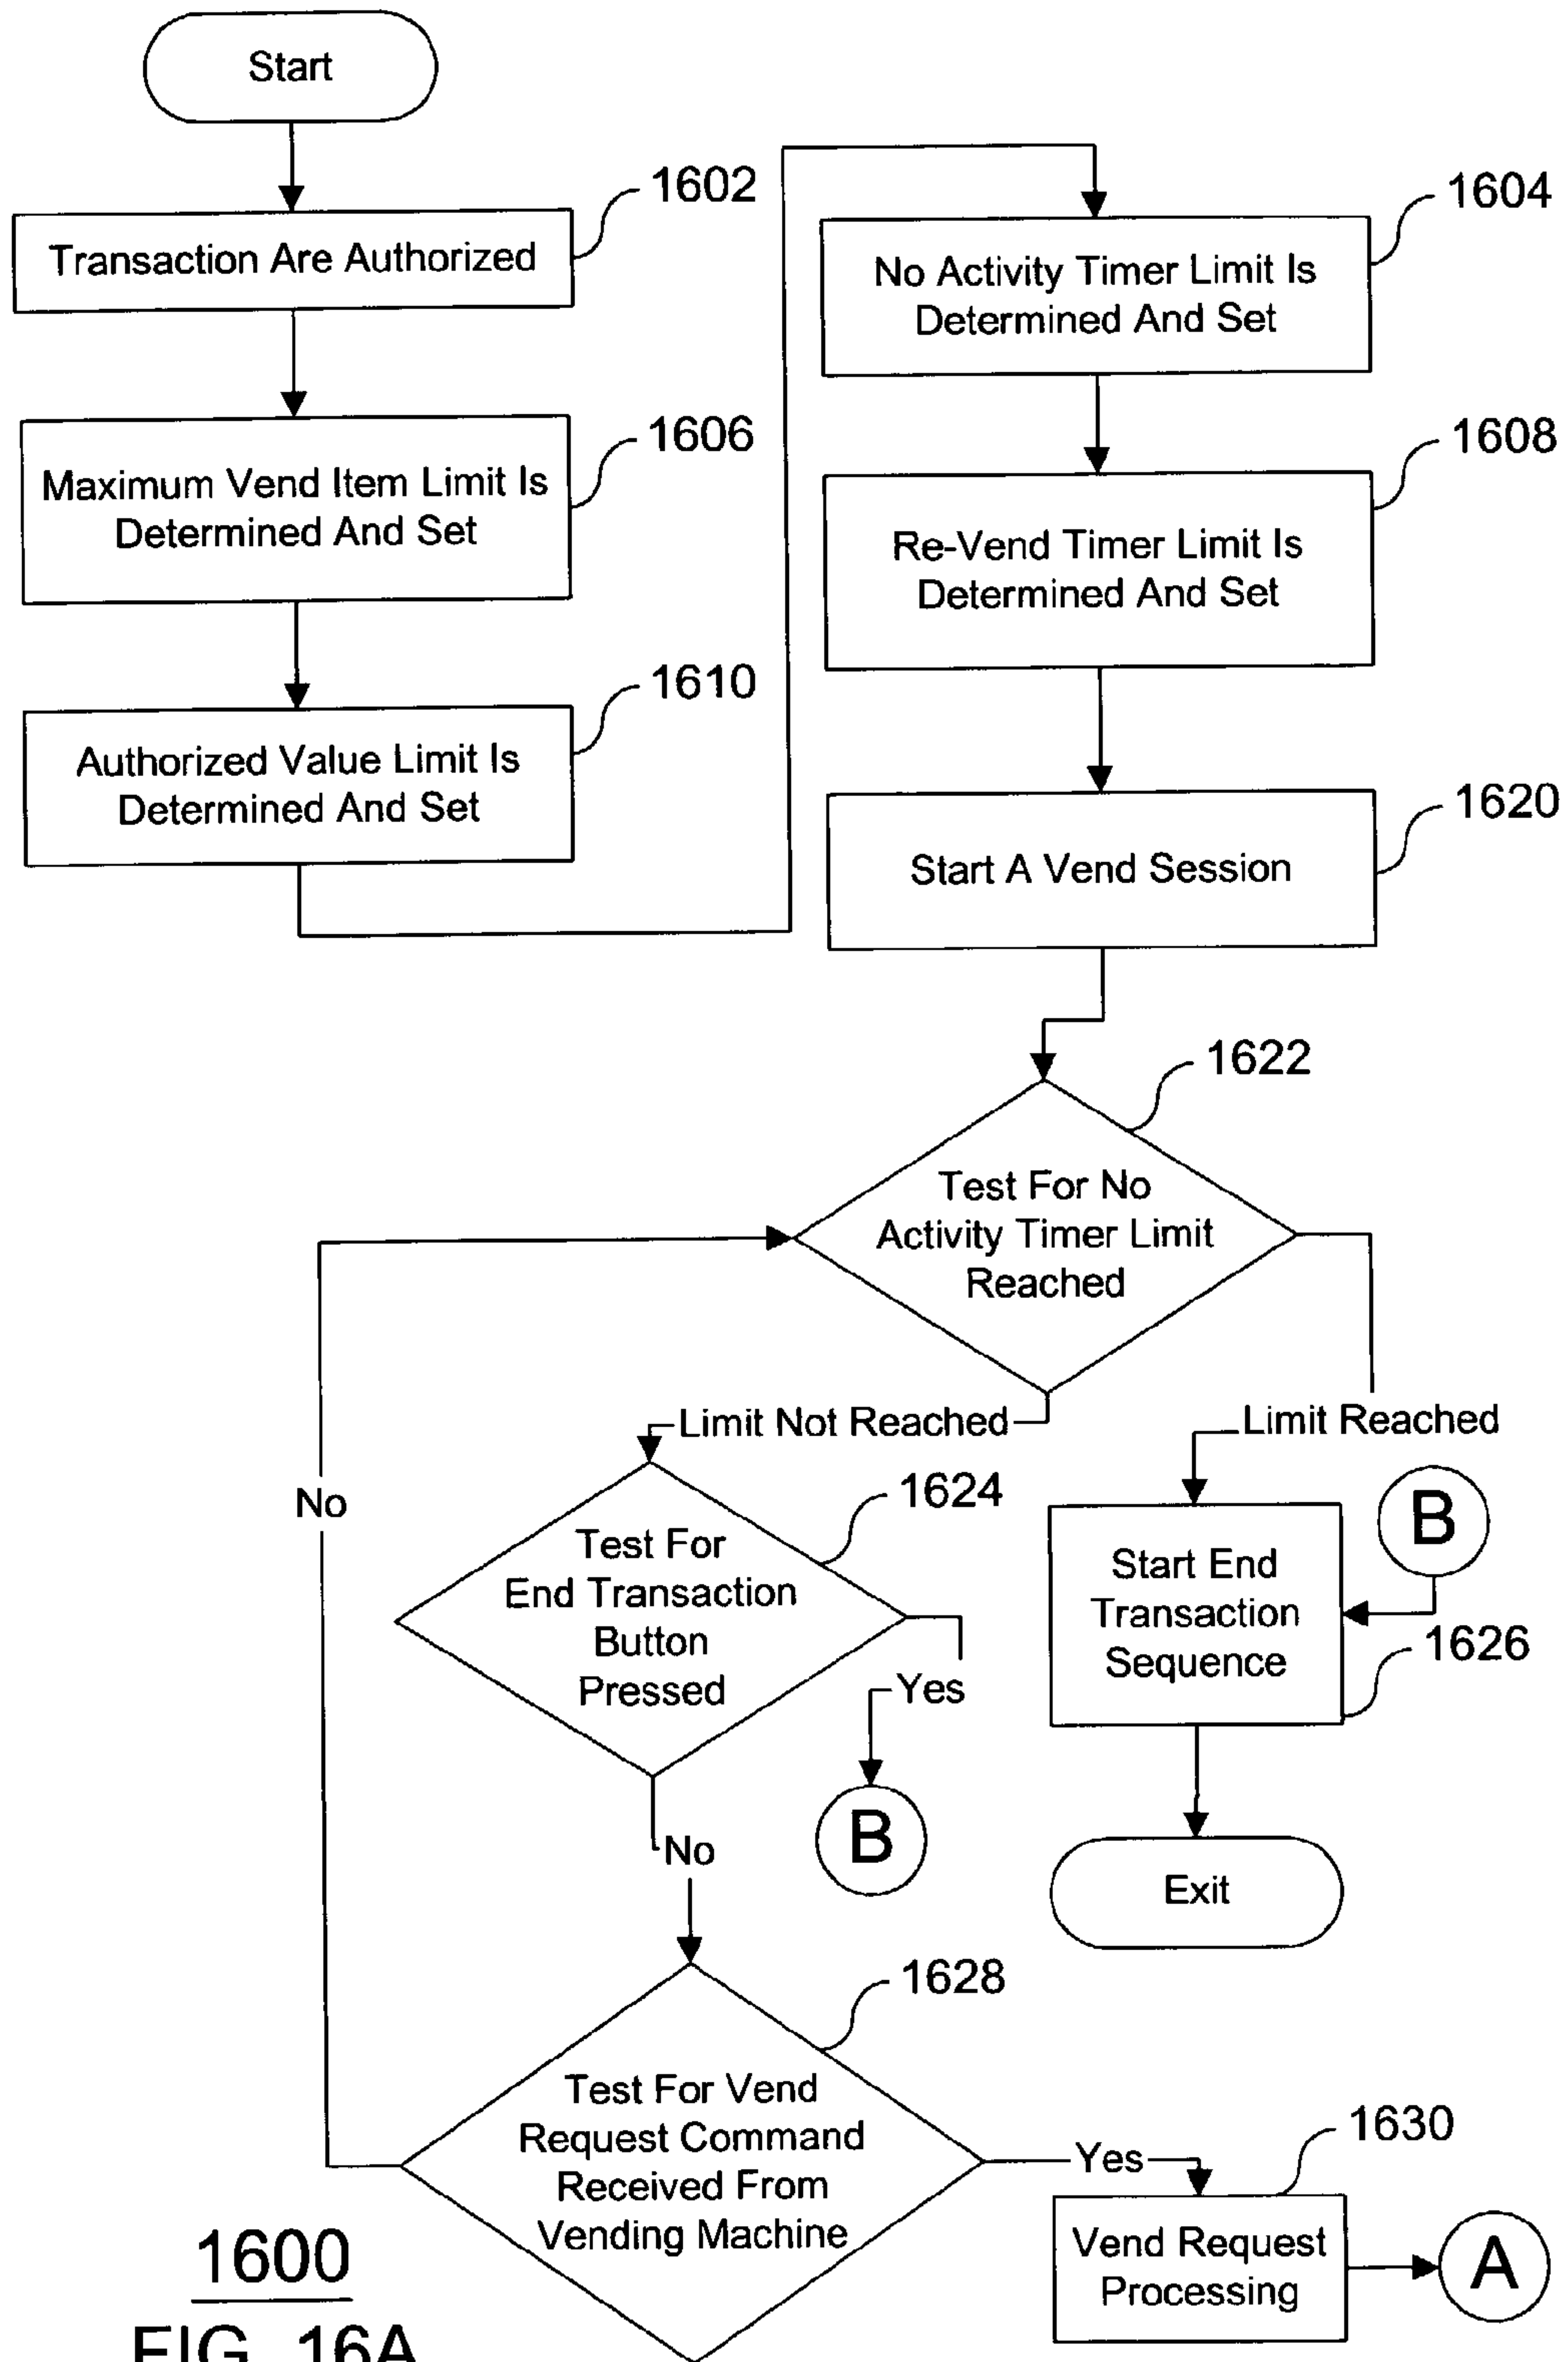 Start
1602
Transaction Are Authorized
1606
Maximum Vend Item Limit Is
Determined And Set
1610
Authorized Value Limit Is
Determined And Set
1604
No Activity Timer Limit Is
Determined And Set
1608
Re-Vend Timer Limit Is
Determined And Set
1620
Start A Vend Session
1622
Test For No
Activity Timer Limit
Reached
Limit Not Reached
Limit Reached
No
1624
Test For
End Transaction
Button
Pressed
Yes
B
No
B
Start End
Transaction
Sequence
1626
Exit
1628
Test For Vend
Request Command
Received From
Vending Machine
Yes
1630
Vend Request
Processing
A
1600
FIG. 16A